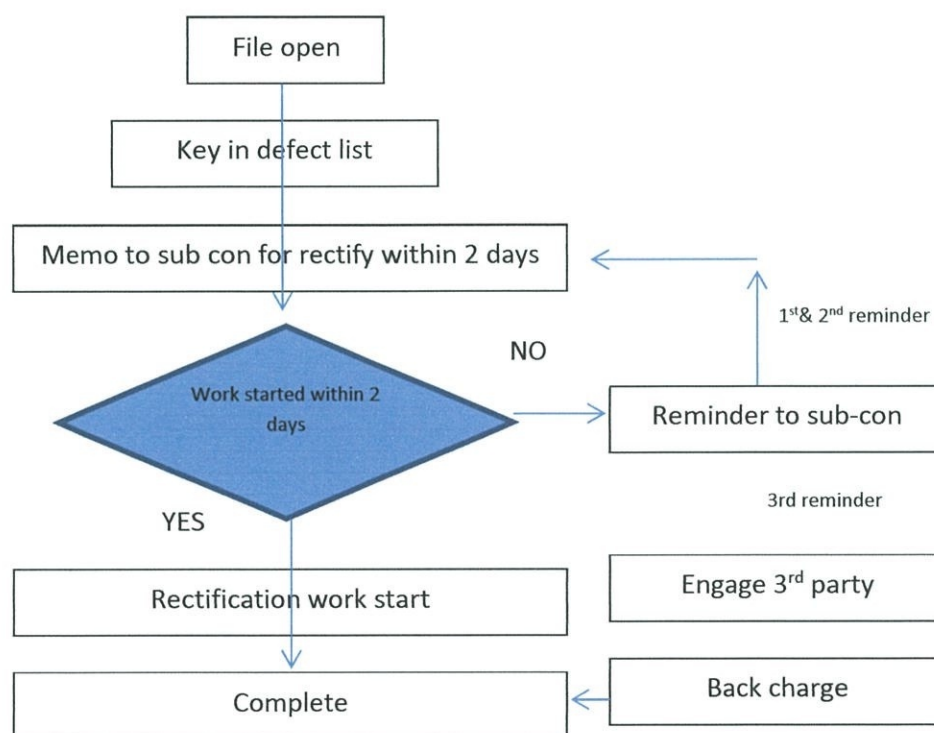 File open
Key in defect list
Memo to sub con for rectify within 2 days
1st& 2nd reminder
NO
Work started within 2
days
Reminder to sub-con
3rd reminder
YES
Engage 3rd party
Rectification work start
Back charge
Complete